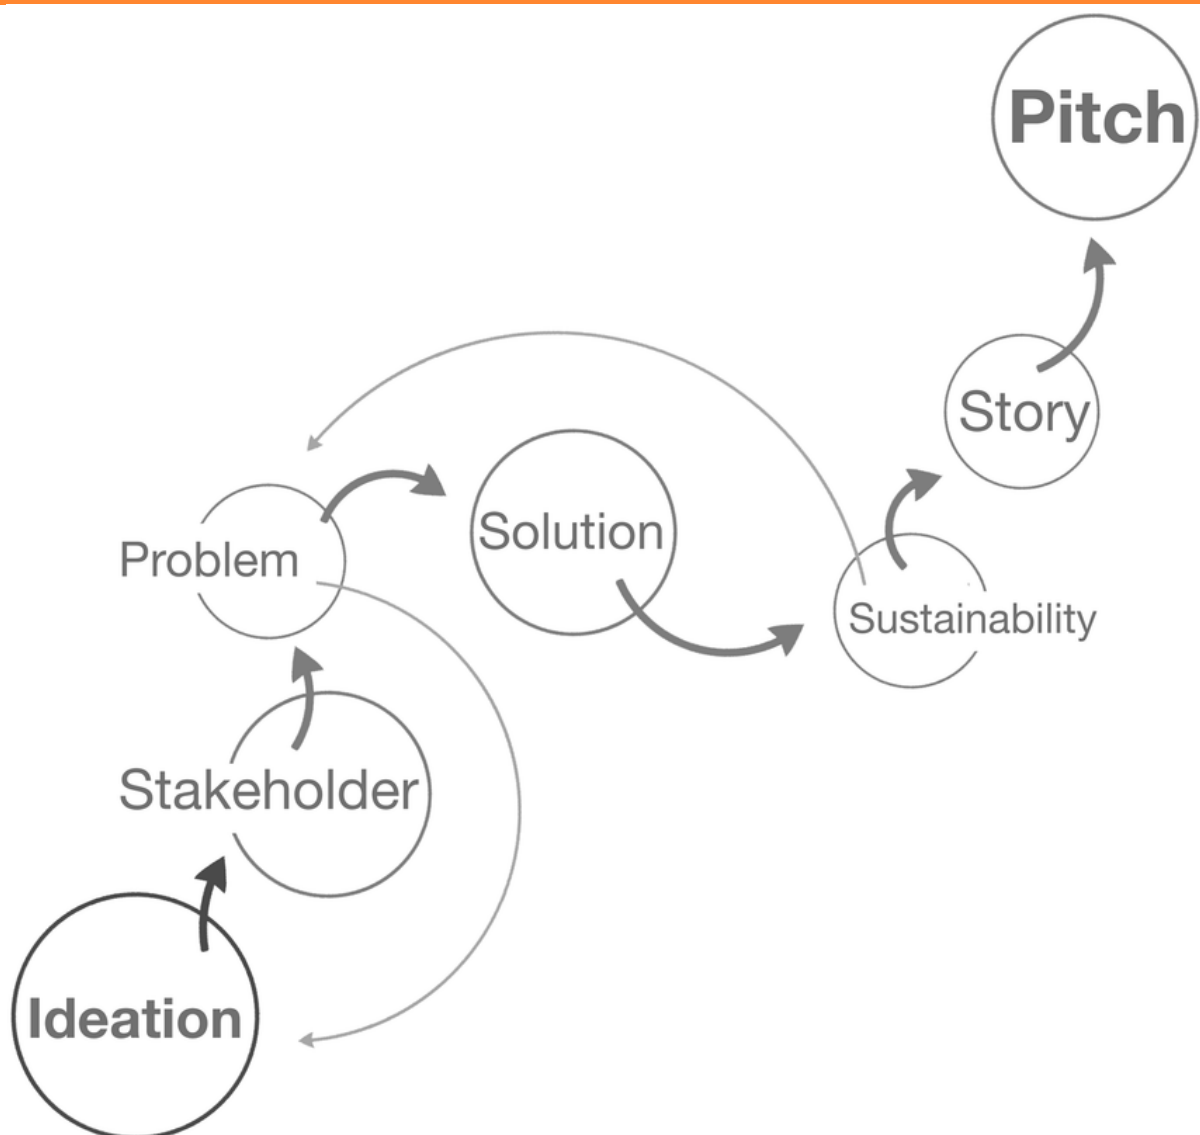 Pitch
Story
Solution
Problem
Sustainability
Stakeholder
Ideation